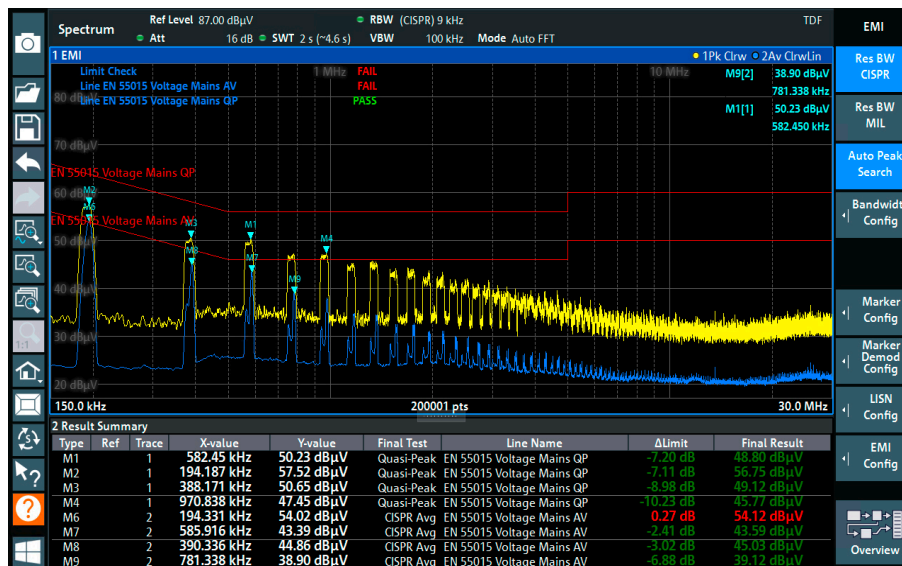 Spectrum
Ref Level 87.00 dBµV
RBW (CISPR) 9 kHz
TDF
Att 16 dB SWT 2 s (~4.6 s) VBW 100 kHz Mode Auto FFT
1 EMI
1Pk Clrw 2Av ClrwLin
Limit Check 1 MHz FAIL 10 MHz
Line EN 55015 Voltage Mains AV FAIL
Line EN 55015 Voltage Mains QP PASS
M9[2] 38.90 dBµV
781.338 kHz
M1[1] 50.23 dBµV
582.450 kHz
80 dBµV
70 dBµV
EN 55015 Voltage Mains QP
60 dBµV
EN 55015 Voltage Mains AV
50 dBµV
40 dBµV
30 dBµV
20 dBµV
M2
M6
M3
M1
M4
M8
M7
M9
150.0 kHz 200001 pts 30.0 MHz
2 Result Summary
Type Ref Trace X-value Y-value Final Test Line Name ΔLimit Final Result
M1 1 582.45 kHz 50.23 dBµV Quasi-Peak EN 55015 Voltage Mains QP -7.20 dB 48.80 dBµV
M2 1 194.187 kHz 57.52 dBµV Quasi-Peak EN 55015 Voltage Mains QP -7.11 dB 56.75 dBµV
M3 1 388.171 kHz 50.65 dBµV Quasi-Peak EN 55015 Voltage Mains QP -8.98 dB 49.12 dBµV
M4 1 970.838 kHz 47.45 dBµV Quasi-Peak EN 55015 Voltage Mains QP -10.23 dB 45.77 dBµV
M6 2 194.331 kHz 54.02 dBµV CISPR Avg EN 55015 Voltage Mains AV 0.27 dB 54.12 dBµV
M7 2 585.916 kHz 43.39 dBµV CISPR Avg EN 55015 Voltage Mains AV -2.41 dB 43.59 dBµV
M8 2 390.336 kHz 44.86 dBµV CISPR Avg EN 55015 Voltage Mains AV -3.02 dB 45.03 dBµV
M9 2 781.338 kHz 38.90 dBµV CISPR Avg EN 55015 Voltage Mains AV -6.88 dB 39.12 dBµV
EMI
Res BW
CISPR
Res BW
MIL
Auto Peak
Search
Bandwidt
Config
Marker
Config
Marker
Demod
Config
LISN
Config
EMI
Config
Overview
1:1